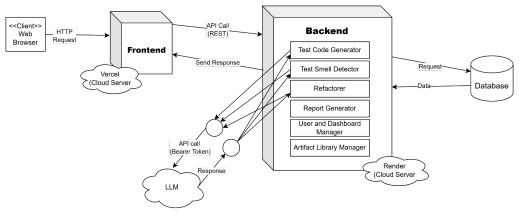 <<Client>>
Web
Browser
HTTP
Request
Frontend
Vercel
(Cloud Server
API Call
(REST)
Send Response
Backend
Test Code Generator
Test Smell Detector
Refactorer
Report Generator
User and Dashboard
Manager
Artifact Library Manager
Render
(Cloud Server
Request
Data
Database
API call
(Bearer Token)
Response
LLM